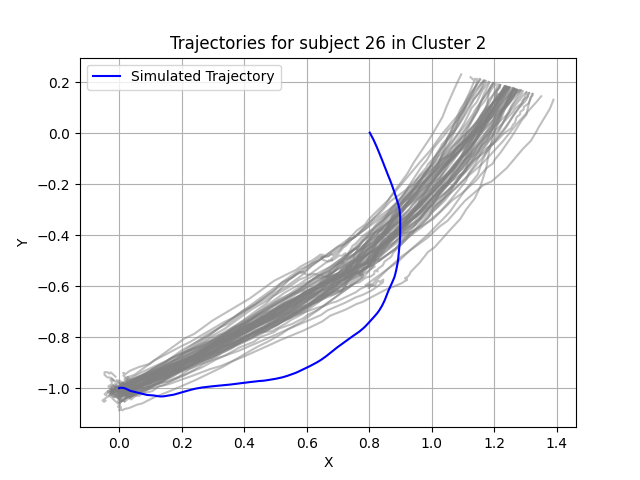 Trajectories for subject 26 in Cluster 2
Simulated Trajectory
0.2
0.0
−0.2
−0.4
−0.6
−0.8
−1.0
Y
0.0 0.2 0.4 0.6 0.8 1.0 1.2 1.4
X